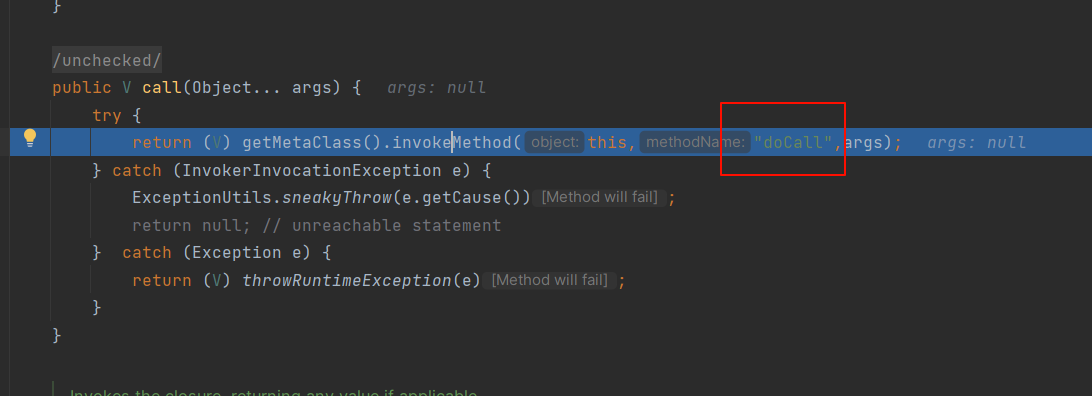 }
/unchecked/
public V call(Object... args) { args: null
try {
return (V) getMetaClass().invokeMethod( object: this, methodName: "doCall",args); args: null
} catch (InvokerInvocationException e) {
ExceptionUtils.sneakyThrow(e.getCause()) [Method will fail] ;
return null; // unreachable statement
} catch (Exception e) {
return (V) throwRuntimeException(e) [Method will fail] ;
}
}
Invokes the closure, returning any value if applicable.